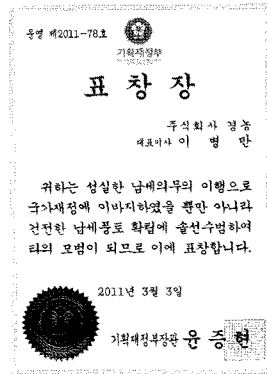 문영 제2011-78호
기획재정부
표 창 장
주식회사 경농
대표이사 이 병 만
귀하는 성실한 납세의무의 이행으로
국가재정에 이바지하였을 뿐만 아니라
건전한 납세풍토 확립에 솔선수범하여
타의 모범이 되므로 이에 표창합니다.
2011년 3월 3일
기획재정부장관 윤 증 현